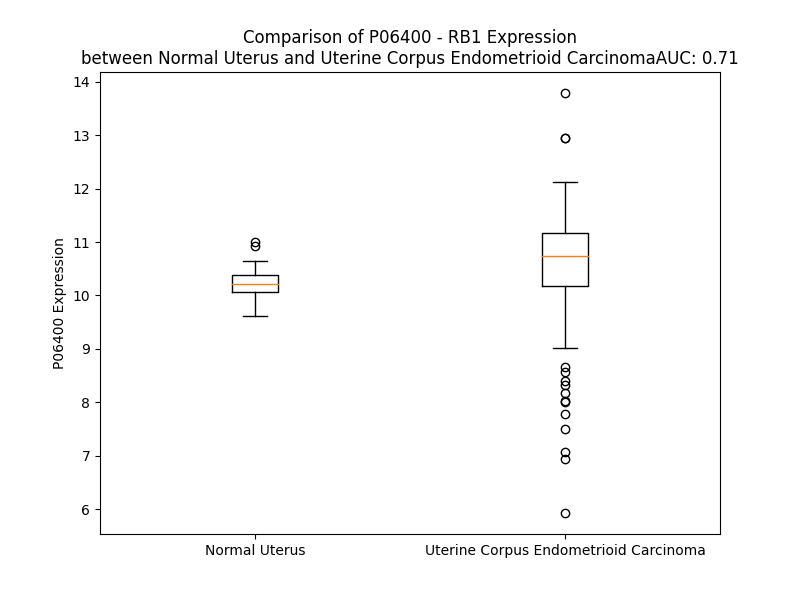 Comparison of P06400 - RB1 Expression
between Normal Uterus and Uterine Corpus Endometrioid CarcinomaAUC: 0.71
14
13
12
11
10
9
8
7
6
P06400 Expression
Normal Uterus
Uterine Corpus Endometrioid Carcinoma